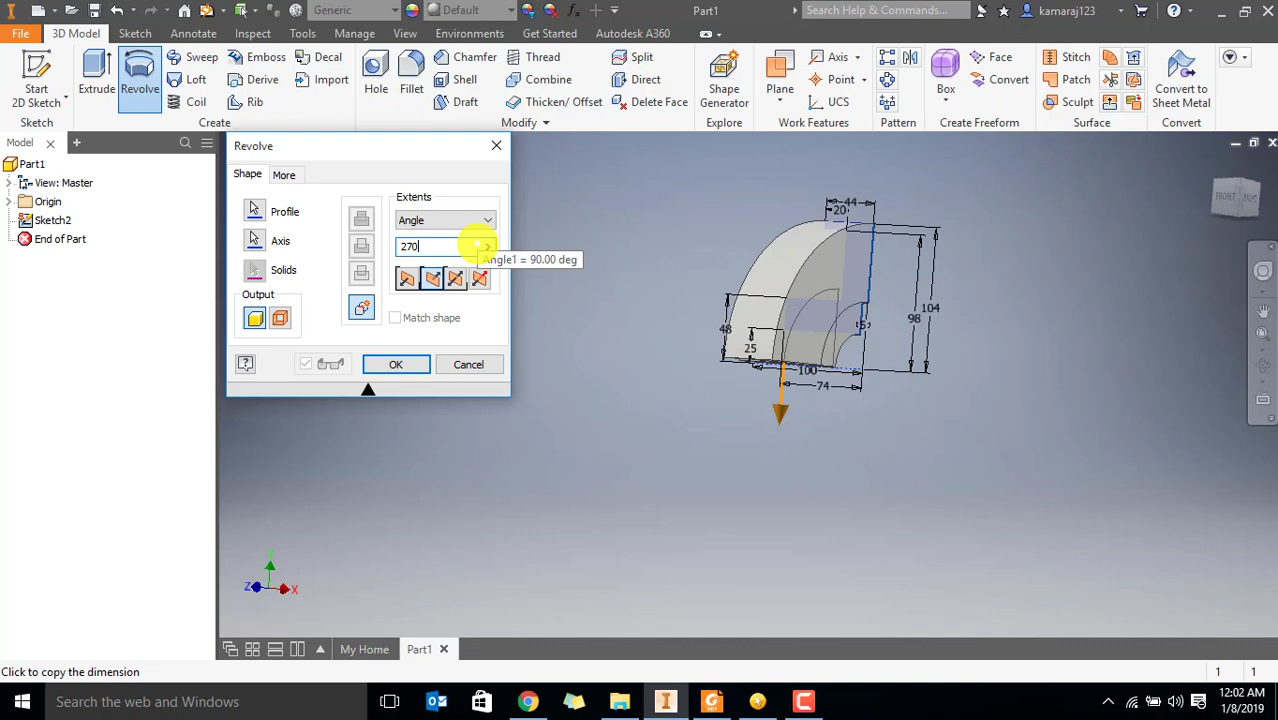 Generic
Default
Part1
Search Help & Commands...
kamaraj123
File
3D Model
Sketch
Annotate
Inspect
Tools
Manage
View
Environments
Get Started
Autodesk A360
Start
2D Sketch
Extrude
Revolve
Sweep
Loft
Coil
Emboss
Derive
Rib
Decal
Import
Hole
Fillet
Chamfer
Shell
Draft
Thread
Combine
Thicken/ Offset
Split
Direct
Delete Face
Shape
Generator
Plane
Axis
Point
UCS
Box
Face
Convert
Stitch
Patch
Sculpt
Convert to
Sheet Metal
Sketch
Create
Modify
Explore
Work Features
Pattern
Create Freeform
Surface
Convert
Model
Part1
View: Master
Origin
Sketch2
End of Part
Revolve
Shape
More
Profile
Axis
Solids
Output
Extents
Angle
270
Angle1 = 90.00 deg
Match shape
OK
Cancel
44
20
48
25
15
98
104
100
74
FRONT
Y
Z
X
My Home
Part1
Click to copy the dimension
1
1
Search the web and Windows
12:02 AM
1/8/2019